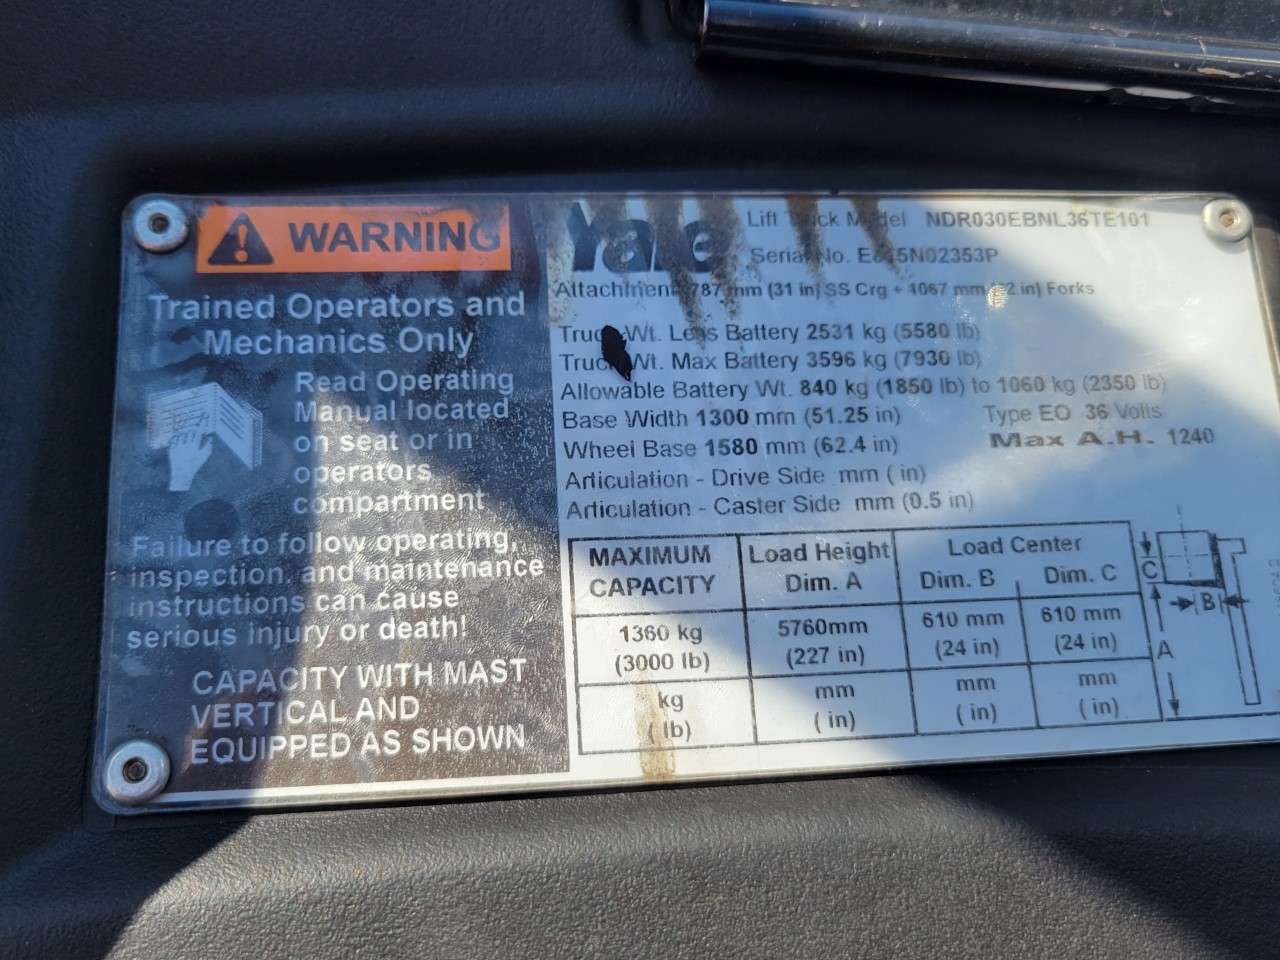 WARNING
Trained Operators and
Mechanics Only
Read Operating
Manual located
on seat or in
operators
compartment
Failure to follow operating,
inspection, and maintenance
instructions can cause
serious injury or death!
CAPACITY WITH MAST
VERTICAL AND
EQUIPPED AS SHOWN
Yale
Lift Truck Model NDR030EBNL36TE101
Serial No.
Attachment 787 mm (31 in) SS Crg + 1067 mm (42 in) Forks
Truck Wt. Less Battery 2531 kg (5580 lb)
Truck Wt. Max Battery 3596 kg (7930 lb)
Allowable Battery Wt. 840 kg (1850 lb) to 1060 kg (2350 lb)
Base Width 1300 mm (51.25 in) Type EO 36 Volts
Wheel Base 1580 mm (62.4 in) Max A.H. 1240
Articulation - Drive Side mm ( in)
Articulation - Caster Side mm (0.5 in)
MAXIMUM CAPACITY Load Height Dim. A Load Center Dim. B Dim. C
1360 kg 5760mm 610 mm 610 mm
(3000 lb) (227 in) (24 in) (24 in)
kg mm mm mm
( lb) ( in) ( in) ( in)
C
B
A